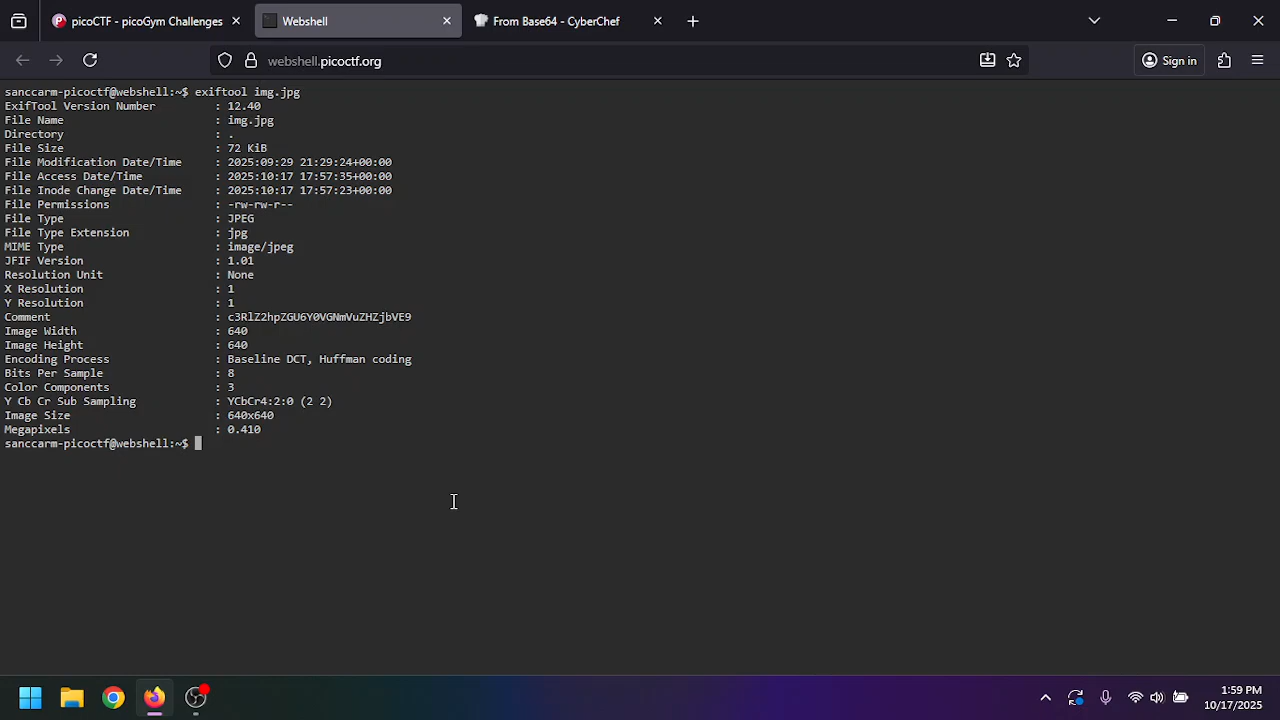 picoCTF - picoGym Challenges
Webshell
From Base64 - CyberChef
webshell.picoctf.org
Sign in
sanccarm-picoctf@webshell:~$ exiftool img.jpg
ExifTool Version Number : 12.40
File Name : img.jpg
Directory : .
File Size : 72 KiB
File Modification Date/Time : 2025:09:29 21:29:24+00:00
File Access Date/Time : 2025:10:17 17:57:35+00:00
File Inode Change Date/Time : 2025:10:17 17:57:23+00:00
File Permissions : -rw-rw-r--
File Type : JPEG
File Type Extension : jpg
MIME Type : image/jpeg
JFIF Version : 1.01
Resolution Unit : None
X Resolution : 1
Y Resolution : 1
Comment : c3RlZ2hpZGU6Y0VGNmVuZHZjbVE9
Image Width : 640
Image Height : 640
Encoding Process : Baseline DCT, Huffman coding
Bits Per Sample : 8
Color Components : 3
Y Cb Cr Sub Sampling : YCbCr4:2:0 (2 2)
Image Size : 640x640
Megapixels : 0.410
sanccarm-picoctf@webshell:~$
1:59 PM
10/17/2025